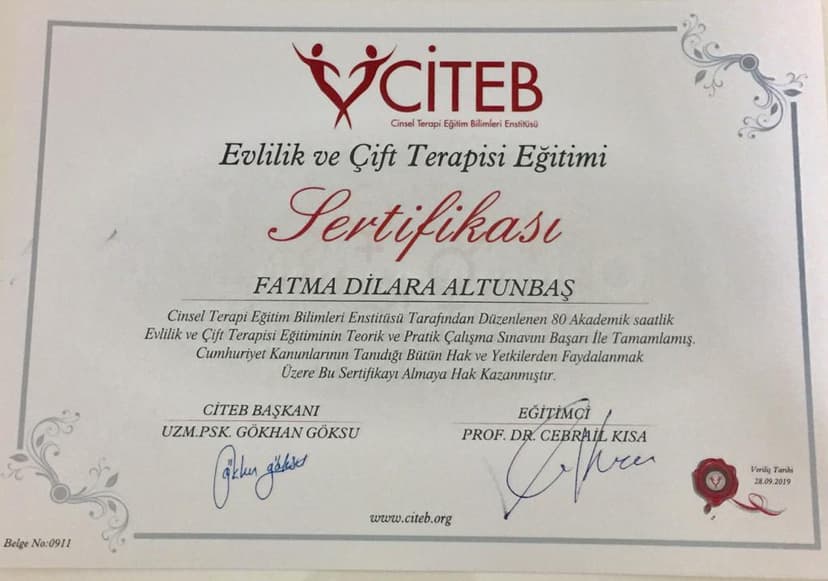 CİTEB
Cinsel Terapi Eğitim Bilimleri Enstitüsü
Evlilik ve Çift Terapisi Eğitimi
Sertifikası
FATMA DİLARA ALTUNBAŞ
Cinsel Terapi Eğitim Bilimleri Enstitüsü Tarafından Düzenlenen 80 Akademik saatlik
Evlilik ve Çift Terapisi Eğitiminin Teorik ve Pratik Çalışma Sınavını Başarı İle Tamamlamış.
Cumhuriyet Kanunlarının Tanıdığı Bütün Hak ve Yetkilerden Faydalanmak
Üzere Bu Sertifikayı Almaya Hak Kazanmıştır.
CİTEB BAŞKANI
UZM.PSK. GÖKHAN GÖKSU
Gökhan göksu
EĞİTİMCİ
PROF. DR. CEBRAİL KISA
Veriliş Tarihi
28.09.2019
www.citeb.org
Belge No:0911